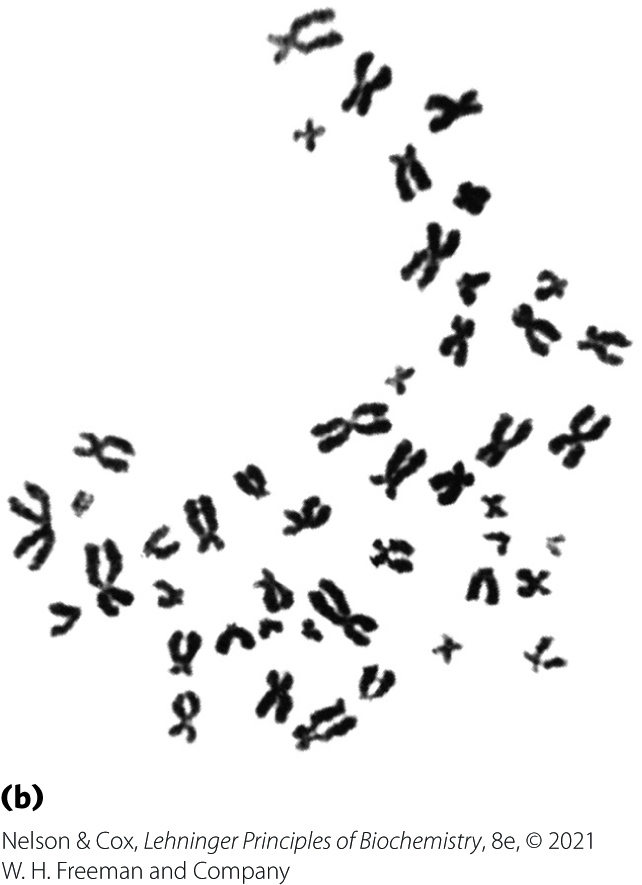 (b)
Nelson & Cox, Lehninger Principles of Biochemistry, 8e, © 2021
W. H. Freeman and Company